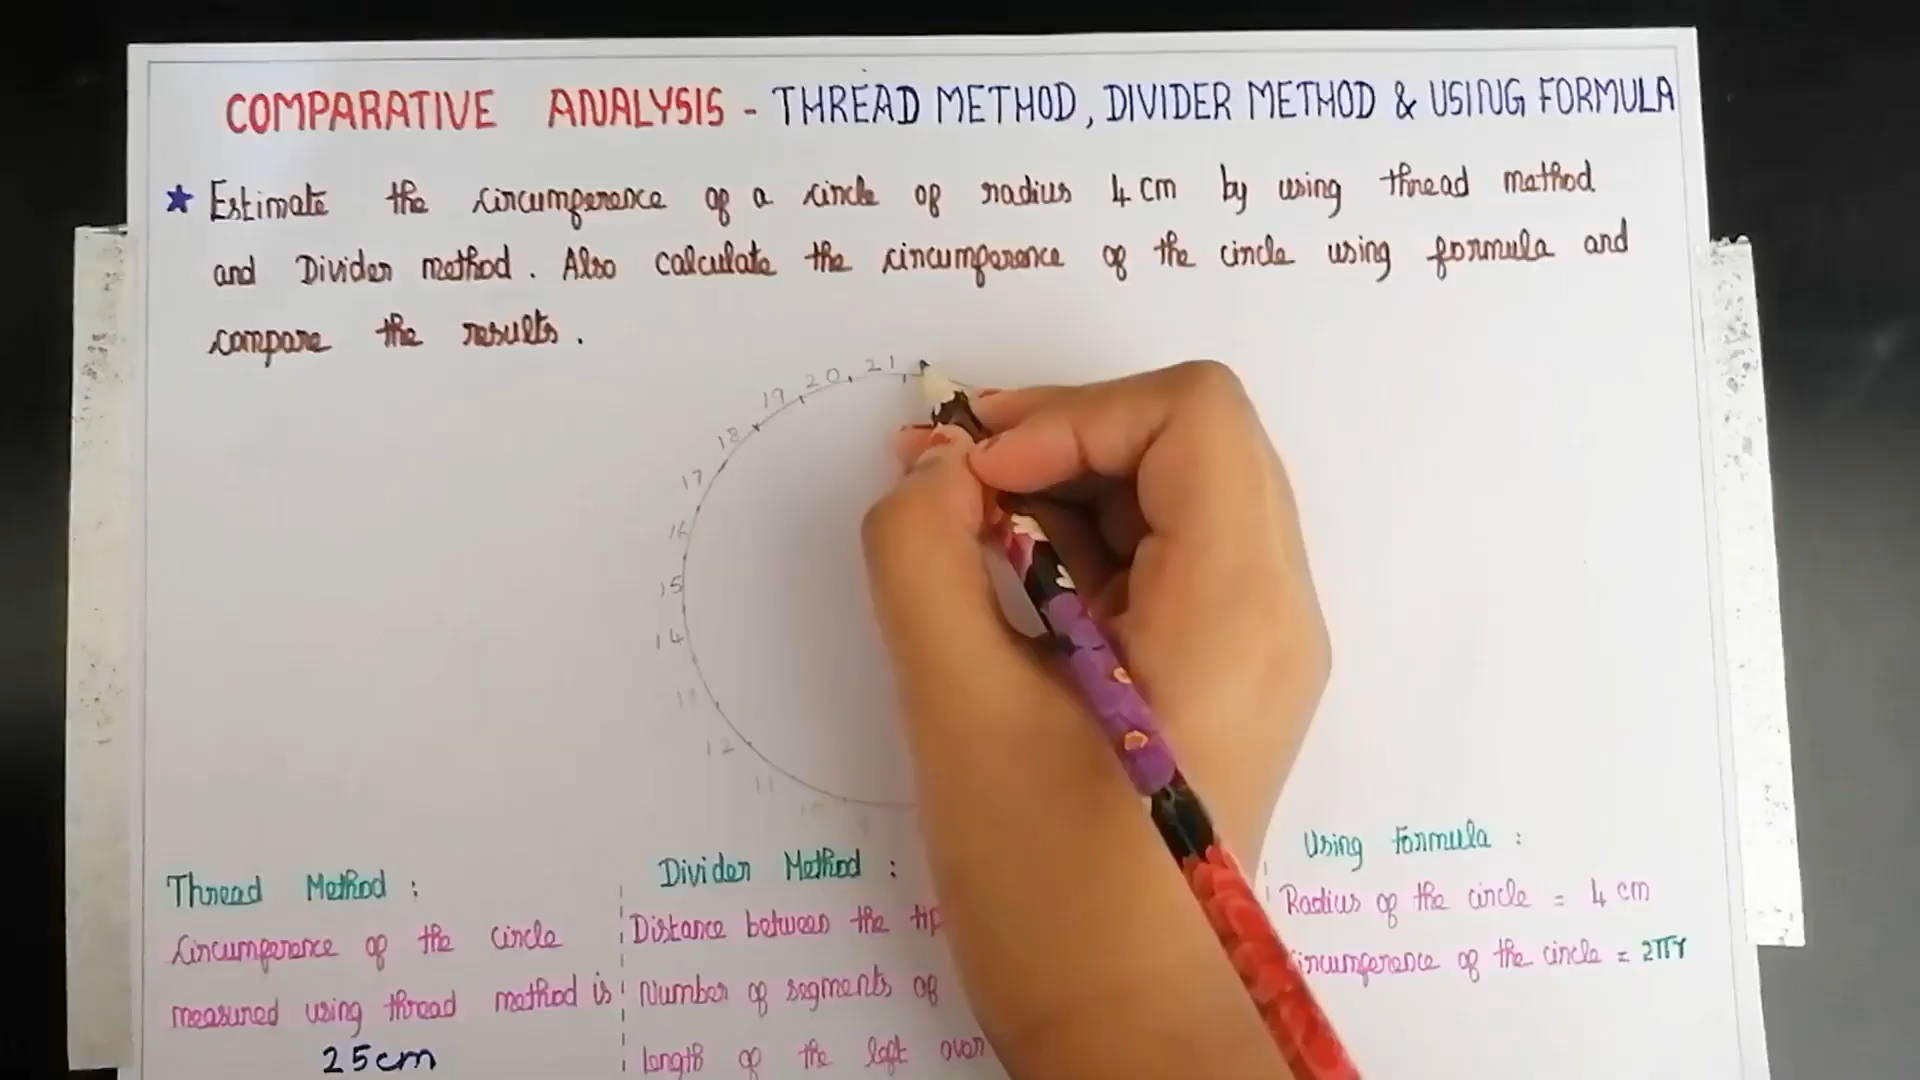 COMPARATIVE ANALYSIS - THREAD METHOD, DIVIDER METHOD & USING FORMULA
★ Estimate the circumference of a circle of radius 4 cm by using thread method
and Divider method. Also calculate the circumference of the circle using formula and
compare the results.
21
20
19
18
17
16
15
14
12
11
10
Thread Method :
Circumference of the circle
measured using thread method is
25cm
Divider Method :
Distance between the tip
Number of segments of
length of the left over
Using Formula :
Radius of the circle = 4 cm
Circumference of the circle = 2πr